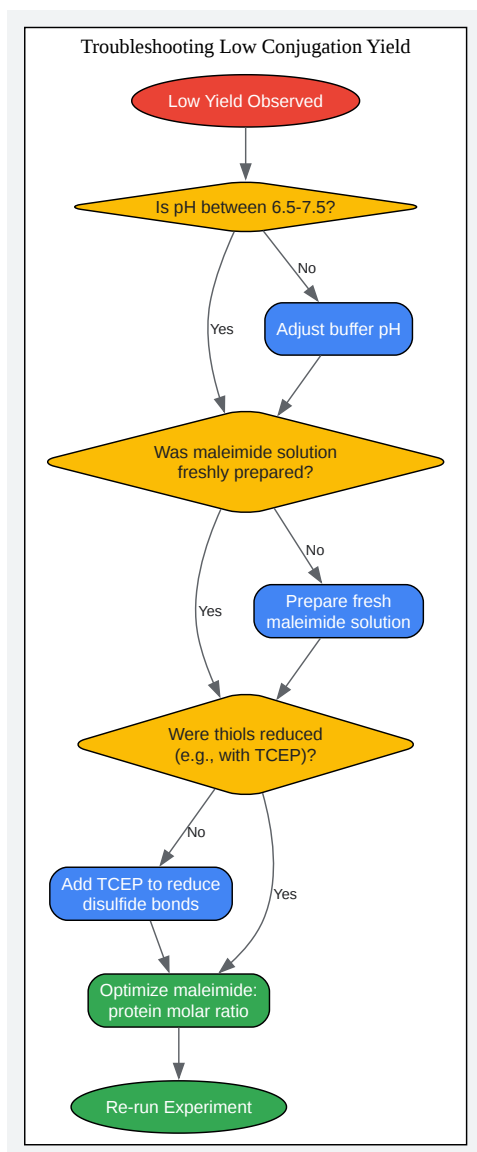 Troubleshooting Low Conjugation Yield
Low Yield Observed
Is pH between 6.5-7.5?
No
Yes
Adjust buffer pH
Was maleimide solution
freshly prepared?
No
Yes
Prepare fresh
maleimide solution
Were thiols reduced
(e.g., with TCEP)?
No
Yes
Add TCEP to reduce
disulfide bonds
Optimize maleimide:
protein molar ratio
Re-run Experiment